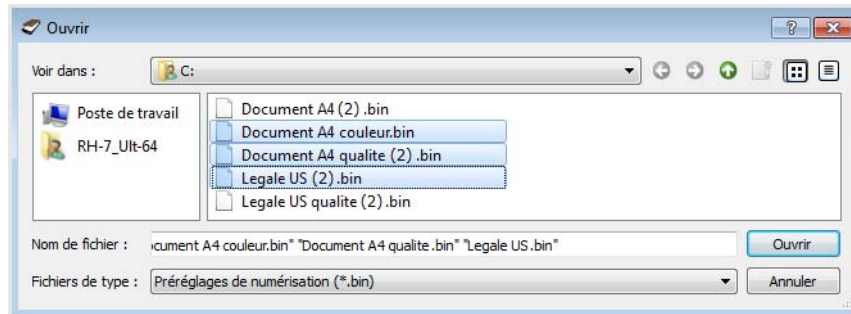 Ouvrir
Voir dans : C:
Poste de travail
RH-7_Ult-64
Document A4 (2) .bin
Document A4 couleur.bin
Document A4 qualite (2) .bin
Legale US (2) .bin
Legale US qualite (2) .bin
Nom de fichier : cument A4 couleur.bin" "Document A4 qualite .bin" "Legale US .bin" Ouvrir
Fichiers de type : Préréglages de numérisation (*.bin) Annuler